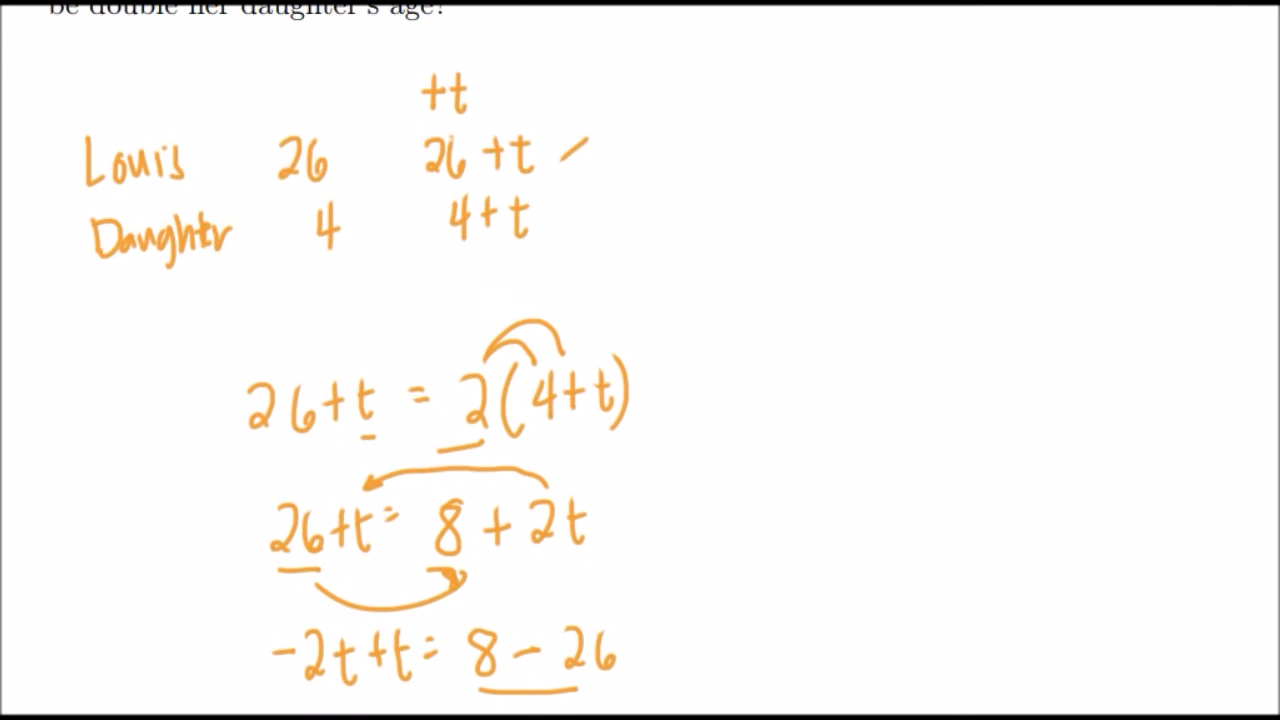 be double her daughter's age?
+t
Louis 26 26 + t
Daughter 4 4 + t
26 + t = 2(4 + t)
26 + t = 8 + 2t
-2t + t = 8 - 26